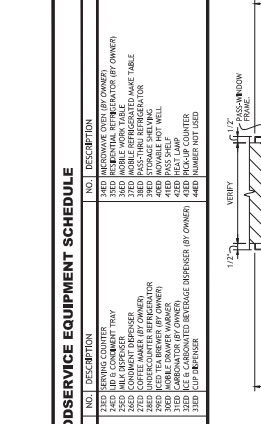 ODSERVICE EQUIPMENT SCHEDULE
NO. DESCRIPTION NO. DESCRIPTION
23ED SERVING COUNTER 34ED MICROWAVE OVEN (BY OWNER)
24ED LID & CONDIMENT TRAY 35ED RESIDENTIAL REFRIGERATOR (BY OWNER)
25ED MILK DISPENSER 36ED MOBILE WORK TABLE
26ED CONDIMENT DISPENSER 37ED MOBILE REFRIGERATED MAKE TABLE
27ED COFFEE MAKER (BY OWNER) 38ED PASS-THRU REFRIGERATOR
28ED UNDERCOUNTER REFRIGERATOR 39ED STORAGE SHELVING
29ED ICED TEA BREWER (BY OWNER) 40ED MOVABLE HOT WELL
30ED MOBILE DRAWER WARMER 41ED PASS SHELF
31ED CARBONATOR (BY OWNER) 42ED HEAT LAMP
32ED ICE & CARBONATED BEVERAGE DISPENSER (BY OWNER) 43ED PICK-UP COUNTER
33ED CUP DISPENSER 44ED NUMBER NOT USED
1/2" VERIFY 1/2"
PASS-WINDOW
FRAME.